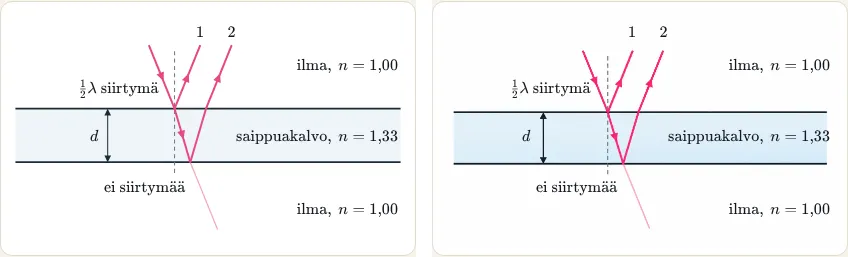 1 2
ilma, n = 1,00
½λ siirtymä
d
saippuakalvo, n = 1,33
ei siirtymää
ilma, n = 1,00
1 2
ilma, n = 1,00
½λ siirtymä
d
saippuakalvo, n = 1,33
ei siirtymää
ilma, n = 1,00